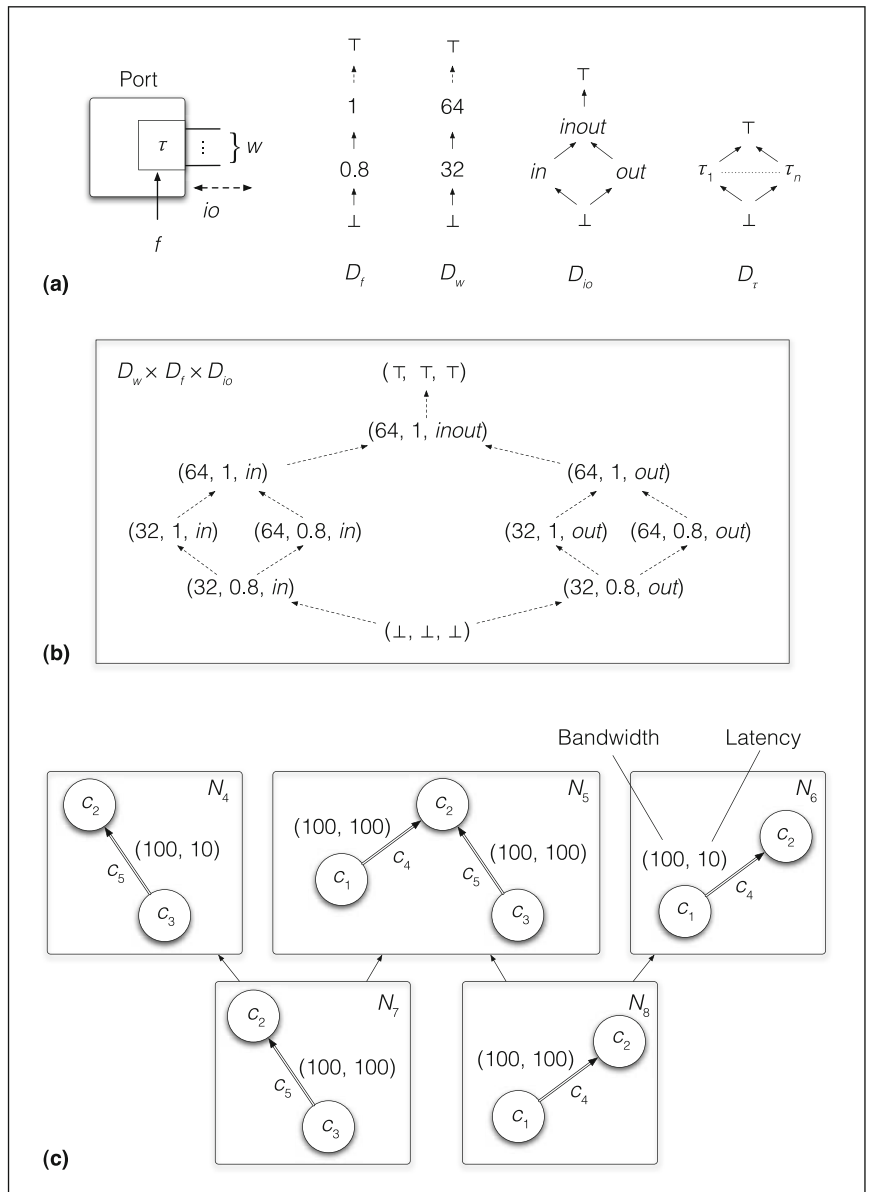 Port
τ
⋮
} w
io
f
(a)
⊤
1
0.8
⊥
D_f
⊤
64
32
⊥
D_w
⊤
inout
in out
⊥
D_io
⊤
τ_1 τ_n
⊥
D_τ
D_w × D_f × D_io
(⊤, ⊤, ⊤)
(64, 1, inout)
(64, 1, in) (64, 1, out)
(32, 1, in) (64, 0.8, in) (32, 1, out) (64, 0.8, out)
(32, 0.8, in) (32, 0.8, out)
(⊥, ⊥, ⊥)
(b)
Bandwidth Latency
N_4
c_2
(100, 10)
c_5
c_3
N_5
c_2
(100, 100)
c_4
c_1
(100, 100)
c_5
c_3
N_6
c_2
(100, 10)
c_4
c_1
N_7
c_2
(100, 100)
c_5
c_3
N_8
c_2
(100, 100)
c_4
c_1
(c)